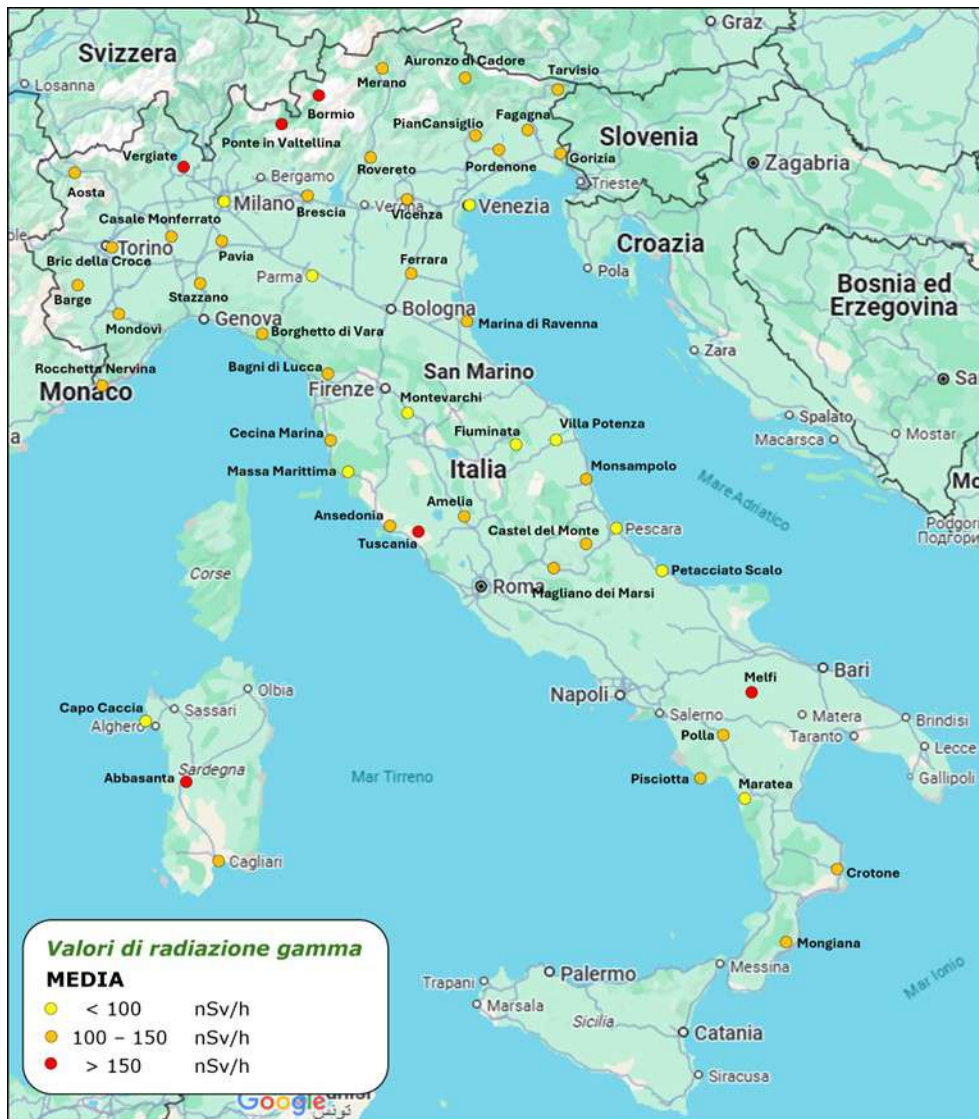 Graz
Svizzera
Losanna
Auronzo di Cadore
Merano
Tarvisio
Bormio
Fagagna
PianCansiglio
Slovenia
Ponte in Valtellina
Vergiate
Pordenone
Gorizia
Zagabria
Rovereto
Aosta
Bergamo
Trieste
Brescia
Milano
Verona
Vicenza
Venezia
Casale Monferrato
Croazia
Torino
Pavia
Bric della Croce
Ferrara
Pola
Parma
Bosnia ed
Erzegovina
Barge
Stazzano
Mondovì
Genova
Bologna
Marina di Ravenna
Borghetto di Vara
Zara
Rocchetta Nervina
Bagni di Lucca
San Marino
Monaco
Firenze
Montevarchi
Sa
Spalato
Villa Potenza
Fiuminata
Macarsca
Mostar
Cecina Marina
a
Italia
Massa Marittima
Monsampolo
Mo
Mare Adriatico
Amelia
Ansedonia
Castel del Monte
Pescara
Podgori
Подгори
Tuscania
Corse
Petacciato Scalo
Roma
Magliano dei Marsi
Bari
Melfi
Olbia
Napoli
Capo Caccia
Sassari
Salerno
Matera
Brindisi
Alghero
Polla
Taranto
Lecce
Sardegna
Mar Tirreno
Abbasanta
Pisciotta
Maratea
Gallipoli
Cagliari
Crotone
Valori di radiazione gamma
Mongiana
MEDIA
Messina
< 100 nSv/h
Trapani
Palermo
Mar Ionio
100 – 150 nSv/h
Marsala
Sicilia
Catania
> 150 nSv/h
Siracusa
Google
تونس